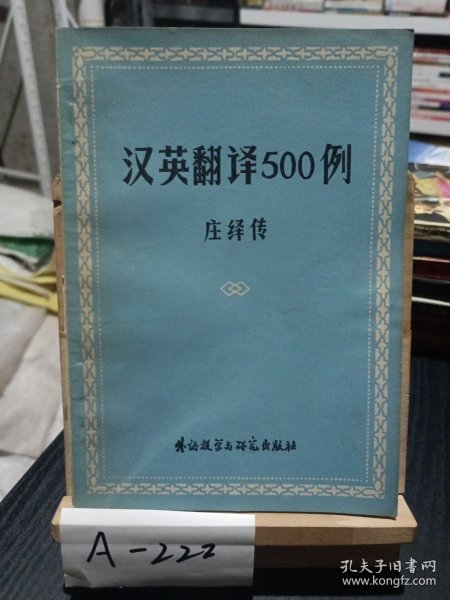 汉英翻译500例
庄绎传
外语教学与研究出版社
A-222
孔夫子旧书网
www.kongfz.com